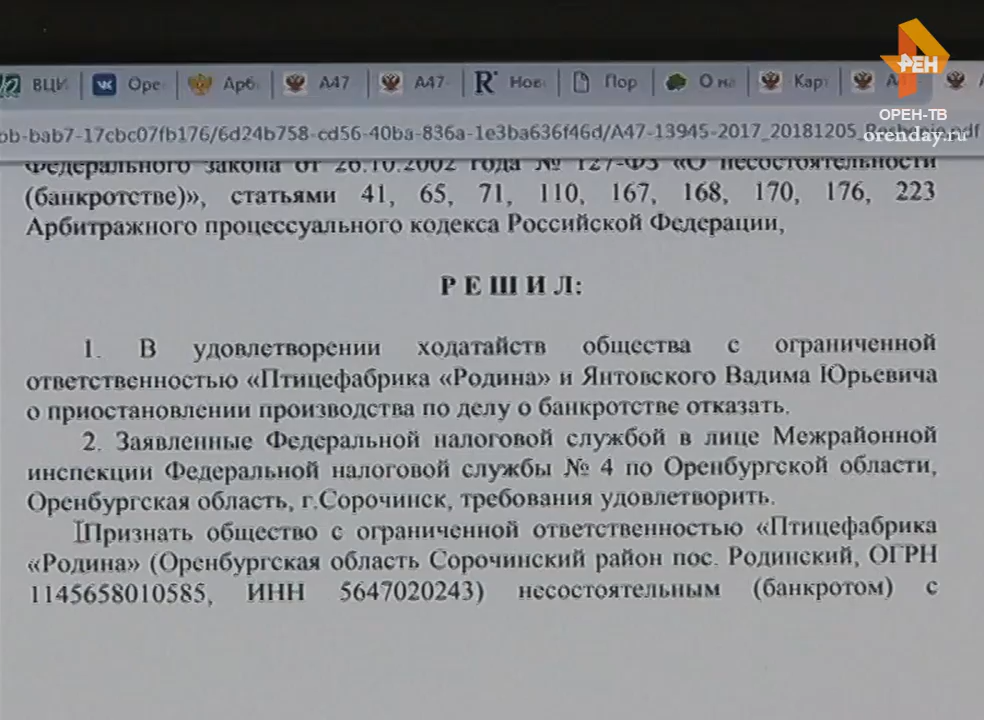 ВЦИ
Оре
Арб
А47
А47-
Нов
Пор
О на
Карт
РЕН
ОРЕН-ТВ
orenday.ru
ob-bab7-17cbc07fb176/6d24b758-cd56-40ba-836a-1e3ba636f46d/A47-13945-2017_20181205_Reshenie.pdf
Федерального закона от 26.10.2002 года № 127-ФЗ «О несостоятельности
(банкротстве)», статьями 41, 65, 71, 110, 167, 168, 170, 176, 223
Арбитражного процессуального кодекса Российской Федерации,
Р Е Ш И Л:
1. В удовлетворении ходатайств общества с ограниченной
ответственностью «Птицефабрика «Родина» и Янтовского Вадима Юрьевича
о приостановлении производства по делу о банкротстве отказать.
2. Заявленные Федеральной налоговой службой в лице Межрайонной
инспекции Федеральной налоговой службы № 4 по Оренбургской области,
Оренбургская область, г.Сорочинск, требования удовлетворить.
Признать общество с ограниченной ответственностью «Птицефабрика
«Родина» (Оренбургская область Сорочинский район пос. Родинский, ОГРН
1145658010585, ИНН 5647020243) несостоятельным (банкротом) с